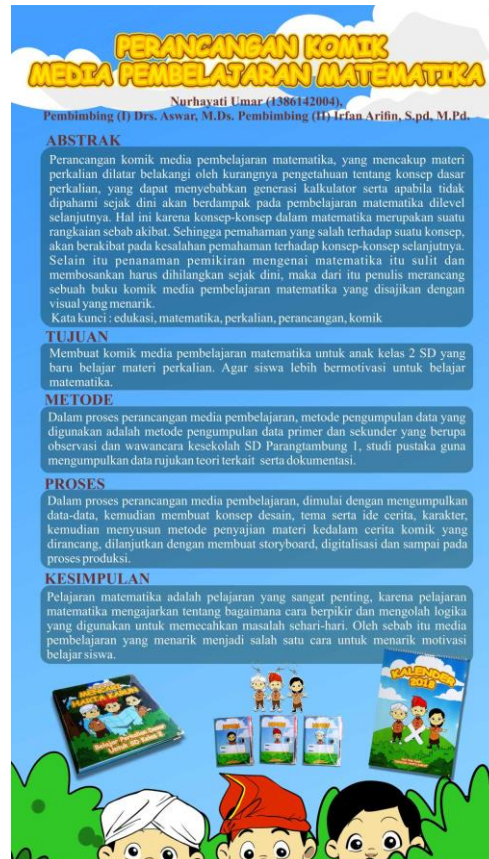 PERANCANGAN KOMIK
MEDIA PEMBELAJARAN MATEMATIKA
Nurhayati Umar (1386142004),
Pembimbing (I) Drs. Aswar, M.Ds. Pembimbing (II) Irfan Arifin, S.pd, M.Pd.
ABSTRAK
Perancangan komik media pembelajaran matematika, yang mencakup materi
perkalian dilatar belakangi oleh kurangnya pengetahuan tentang konsep dasar
perkalian, yang dapat menyebabkan generasi kalkulator serta apabila tidak
dipahami sejak dini akan berdampak pada pembelajaran matematika dilevel
selanjutnya. Hal ini karena konsep-konsep dalam matematika merupakan suatu
rangkaian sebab akibat. Sehingga pemahaman yang salah terhadap suatu konsep,
akan berakibat pada kesalahan pemahaman terhadap konsep-konsep selanjutnya.
Selain itu penanaman pemikiran mengenai matematika itu sulit dan
membosankan harus dihilangkan sejak dini, maka dari itu penulis merancang
sebuah buku komik media pembelajaran matematika yang disajikan dengan
visual yang menarik.
Kata kunci : edukasi, matematika, perkalian, perancangan, komik
TUJUAN
Membuat komik media pembelajaran matematika untuk anak kelas 2 SD yang
baru belajar materi perkalian. Agar siswa lebih bermotivasi untuk belajar
matematika.
METODE
Dalam proses perancangan media pembelajaran, metode pengumpulan data yang
digunakan adalah metode pengumpulan data primer dan sekunder yang berupa
observasi dan wawancara kesekolah SD Parangtambung 1, studi pustaka guna
mengumpulkan data rujukan teori terkait serta dokumentasi.
PROSES
Dalam proses perancangan media pembelajaran, dimulai dengan mengumpulkan
data-data, kemudian membuat konsep desain, tema serta ide cerita, karakter,
kemudian menyusun metode penyajian materi kedalam cerita komik yang
dirancang, dilanjutkan dengan membuat storyboard, digitalisasi dan sampai pada
proses produksi.
KESIMPULAN
Pelajaran matematika adalah pelajaran yang sangat penting, karena pelajaran
matematika mengajarkan tentang bagaimana cara berpikir dan mengolah logika
yang digunakan untuk memecahkan masalah sehari-hari. Oleh sebab itu media
pembelajaran yang menarik menjadi salah satu cara untuk menarik motivasi
belajar siswa.
HARTA KARUN
Belajar Perkalian Dasar
Untuk SD Kelas 2
KALENDER
2018